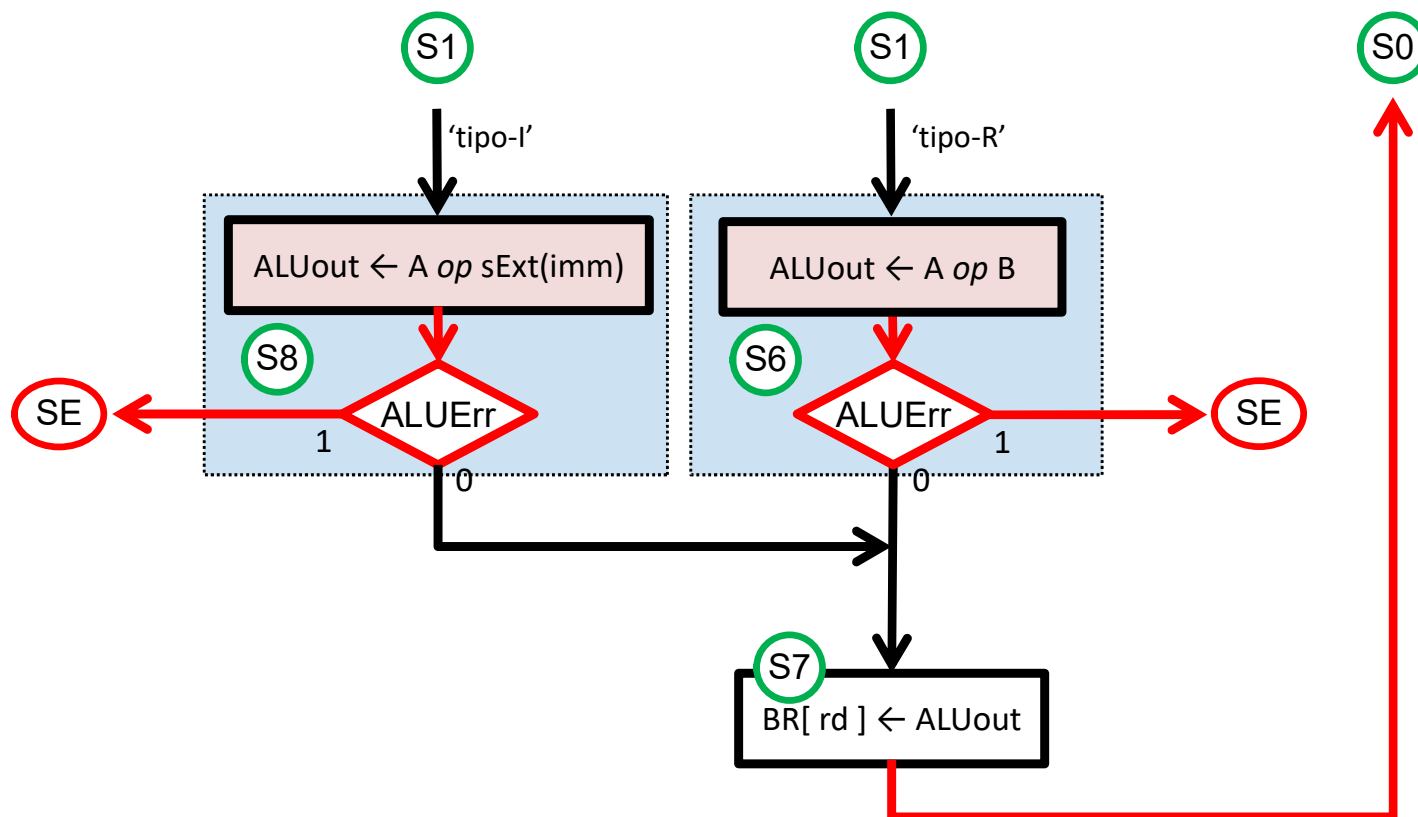 S1
S1
S0
‘tipo-I’
‘tipo-R’
ALUout ← A op sExt(imm)
ALUout ← A op B
S8
S6
SE
ALUErr
ALUErr
SE
1
1
0
0
S7
BR[ rd ] ← ALUout